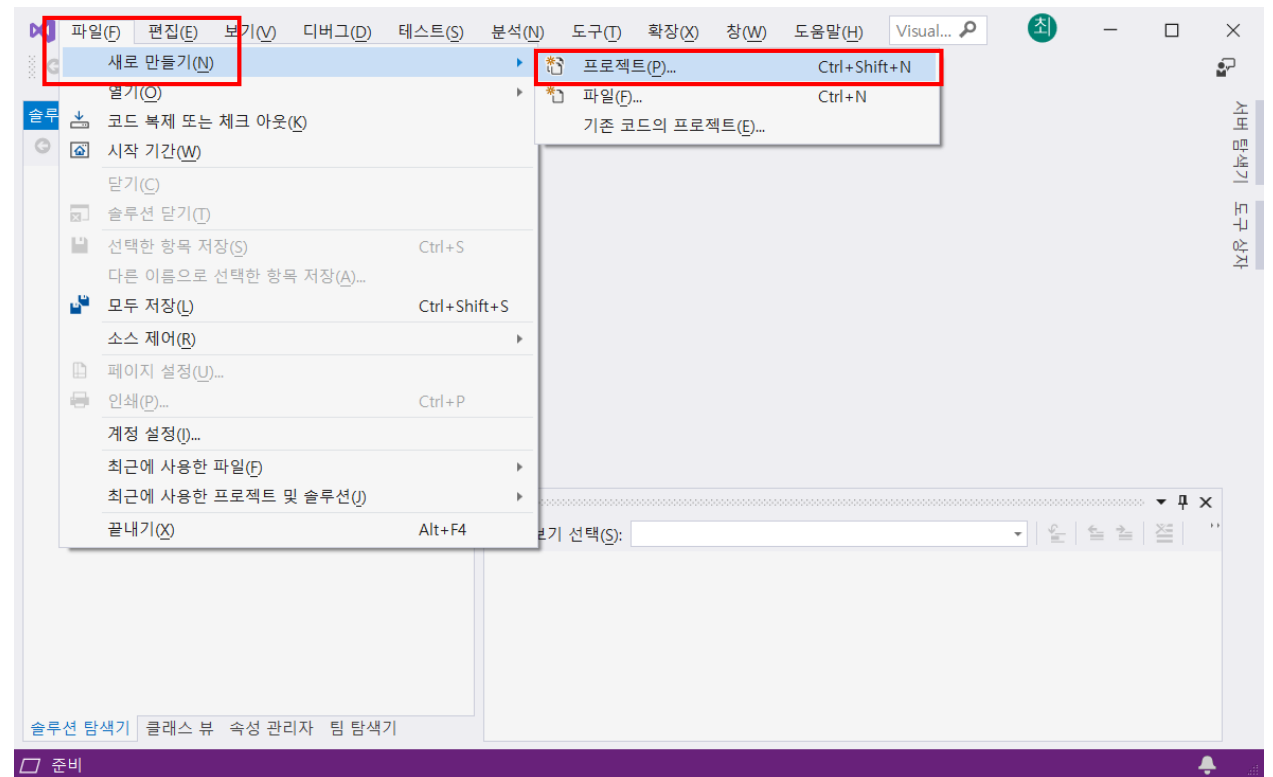 파일(F) 편집(E) 보기(V) 디버그(D) 테스트(S) 분석(N) 도구(T) 확장(X) 창(W) 도움말(H) Visual... 최
새로 만들기(N)
프로젝트(P)... Ctrl+Shift+N
열기(O)
파일(F)... Ctrl+N
솔루
코드 복제 또는 체크 아웃(K)
기존 코드의 프로젝트(E)...
서버 탐색기
시작 기간(W)
닫기(C)
솔루션 닫기(T)
도구 상자
선택한 항목 저장(S) Ctrl+S
다른 이름으로 선택한 항목 저장(A)...
모두 저장(L) Ctrl+Shift+S
소스 제어(R)
페이지 설정(U)...
인쇄(P)... Ctrl+P
계정 설정(I)...
최근에 사용한 파일(F)
최근에 사용한 프로젝트 및 솔루션(J)
끝내기(X) Alt+F4
보기 선택(S):
솔루션 탐색기 클래스 뷰 속성 관리자 팀 탐색기
준비